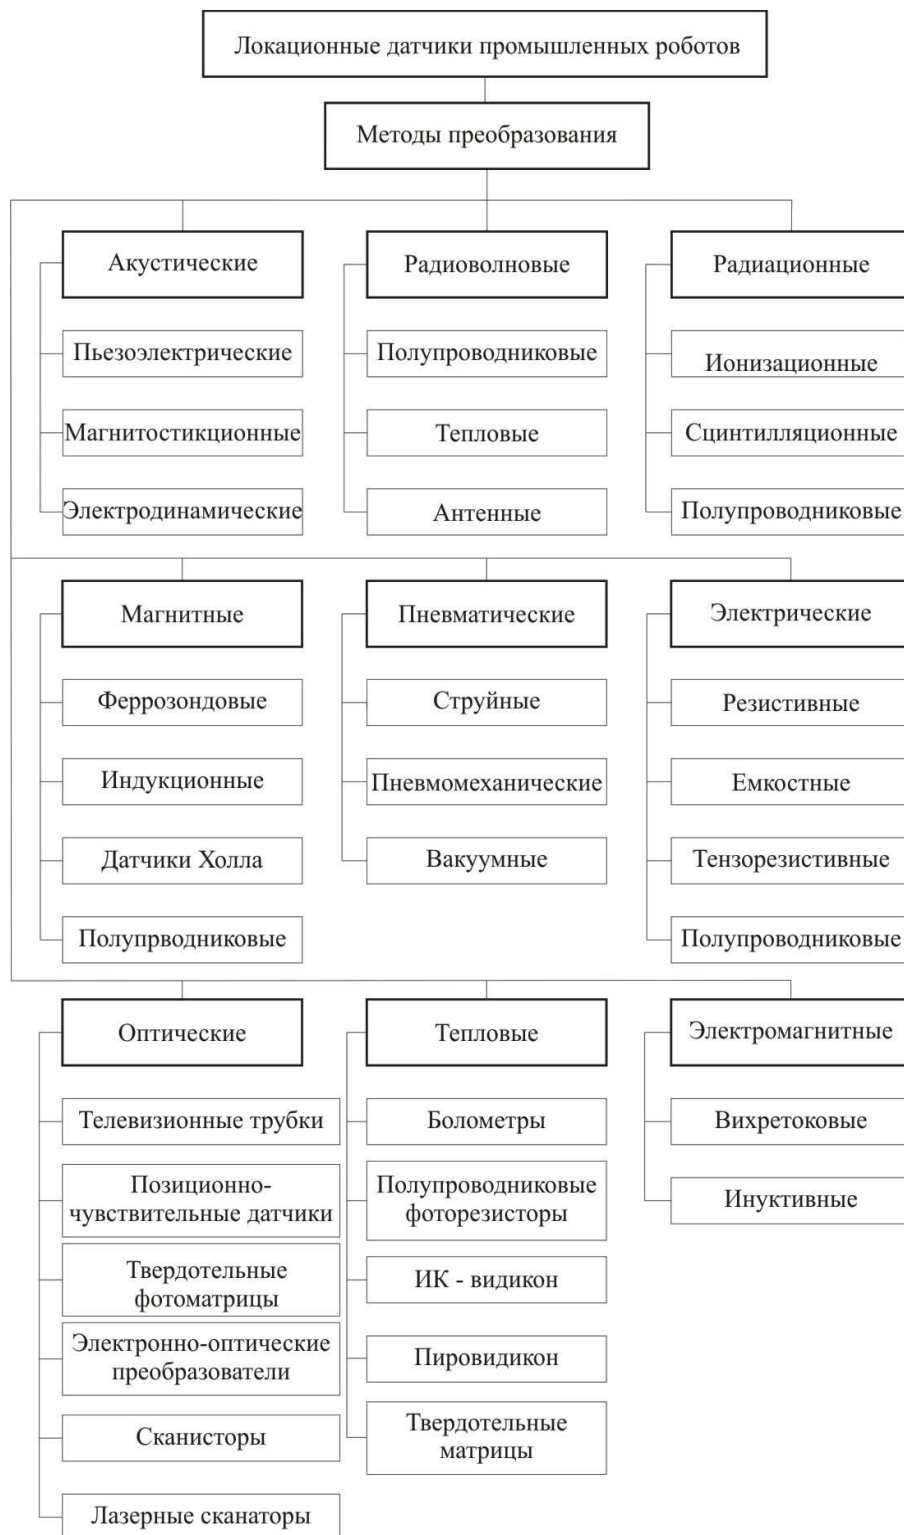 Локационные датчики промышленных роботов
Методы преобразования
Акустические
Пьезоэлектрические
Магнитостикционные
Электродинамические
Радиоволновые
Полупроводниковые
Тепловые
Антенные
Радиационные
Ионизационные
Сцинтилляционные
Полупроводниковые
Магнитные
Феррозондовые
Индукционные
Датчики Холла
Полупрводниковые
Пневматические
Струйные
Пневмомеханические
Вакуумные
Электрические
Резистивные
Емкостные
Тензорезистивные
Полупроводниковые
Оптические
Телевизионные трубки
Позиционно-
чувствительные датчики
Твердотельные
фотоматрицы
Электронно-оптические
преобразователи
Сканисторы
Лазерные сканаторы
Тепловые
Болометры
Полупроводниковые
фоторезисторы
ИК - видикон
Пировидикон
Твердотельные
матрицы
Электромагнитные
Вихретоковые
Инуктивные